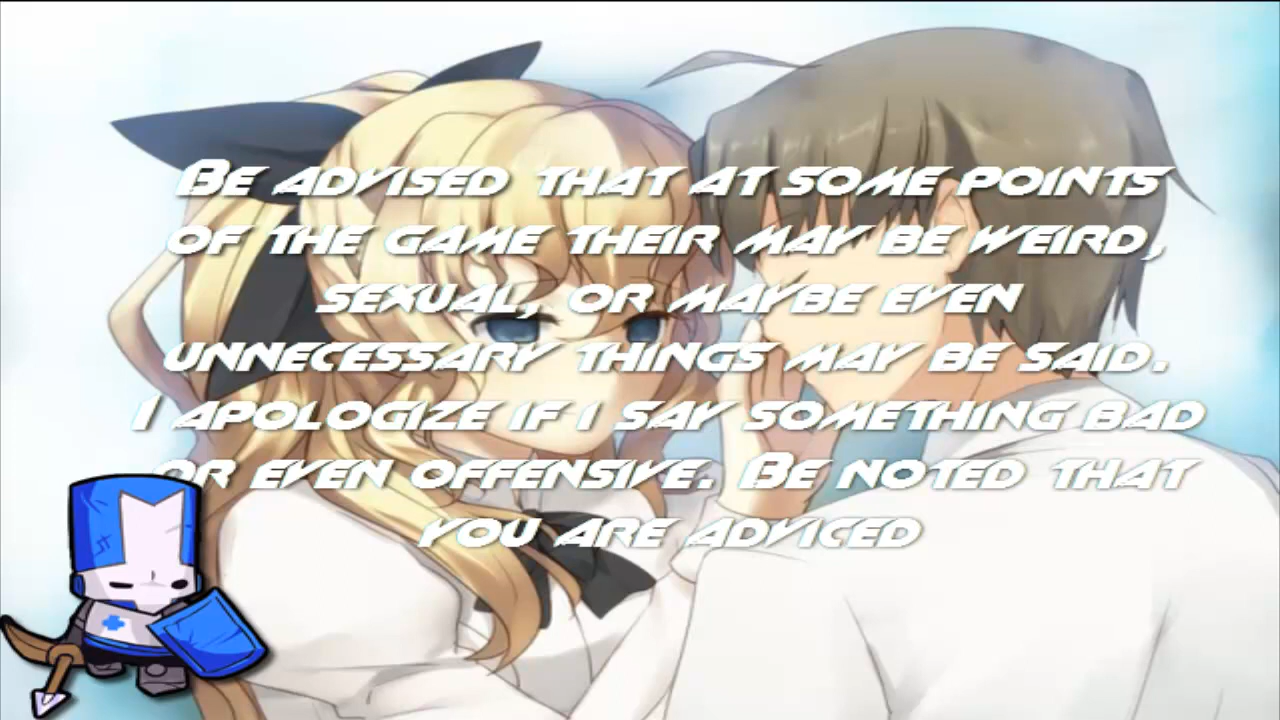 Be advised that at some points
of the game their may be weird,
sexual, or maybe even
unnecessary things may be said.
I apologize if i say something bad
or even offensive. Be noted that
you are adviced